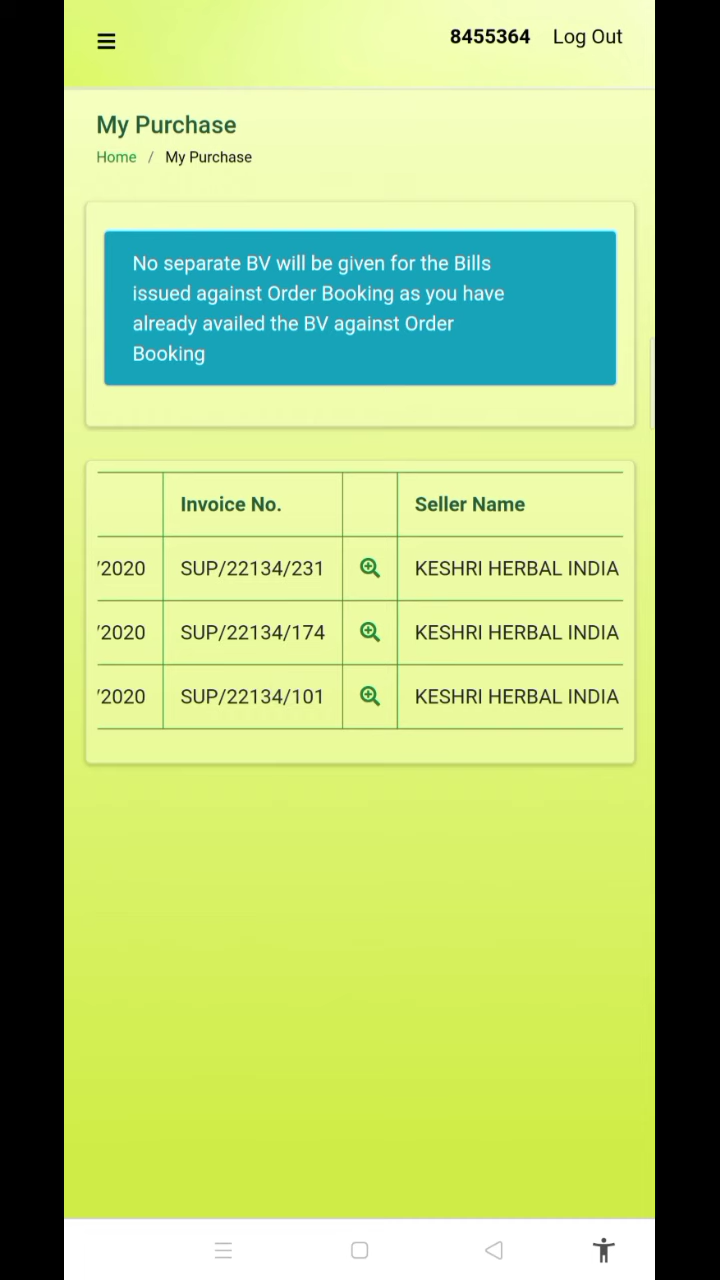 8455364 Log Out
My Purchase
Home / My Purchase
No separate BV will be given for the Bills
issued against Order Booking as you have
already availed the BV against Order
Booking
Invoice No. Seller Name
/2020 SUP/22134/231 KESHRI HERBAL INDIA
/2020 SUP/22134/174 KESHRI HERBAL INDIA
/2020 SUP/22134/101 KESHRI HERBAL INDIA